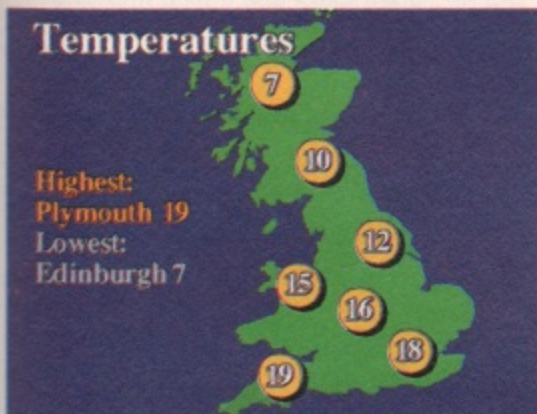 Temperatures
7
10
Highest:
Plymouth 19
12
Lowest:
Edinburgh 7
15
16
18
19